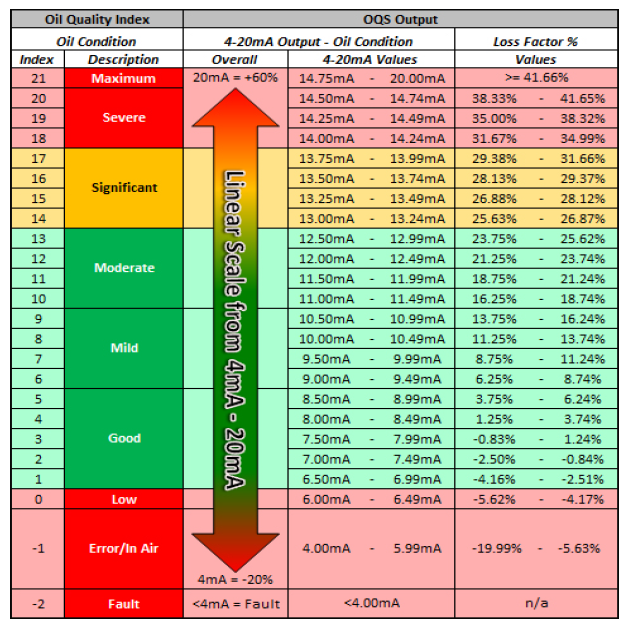 Oil Quality Index OQS Output
Oil Condition 4-20mA Output - Oil Condition Loss Factor %
Index Description Overall 4-20mA Values Values
21 Maximum 20mA = +60% 14.75mA - 20.00mA >= 41.66%
20 14.50mA - 14.74mA 38.33% - 41.65%
19 Severe 14.25mA - 14.49mA 35.00% - 38.32%
18 14.00mA - 14.24mA 31.67% - 34.99%
17 13.75mA - 13.99mA 29.38% - 31.66%
16 13.50mA - 13.74mA 28.13% - 29.37%
Significant
15 13.25mA - 13.49mA 26.88% - 28.12%
14 13.00mA - 13.24mA 25.63% - 26.87%
13 12.50mA - 12.99mA 23.75% - 25.62%
12 12.00mA - 12.49mA 21.25% - 23.74%
Moderate
11 11.50mA - 11.99mA 18.75% - 21.24%
10 11.00mA - 11.49mA 16.25% - 18.74%
9 10.50mA - 10.99mA 13.75% - 16.24%
8 10.00mA - 10.49mA 11.25% - 13.74%
Mild
7 9.50mA - 9.99mA 8.75% - 11.24%
6 9.00mA - 9.49mA 6.25% - 8.74%
5 8.50mA - 8.99mA 3.75% - 6.24%
4 8.00mA - 8.49mA 1.25% - 3.74%
3 Good 7.50mA - 7.99mA -0.83% - 1.24%
2 7.00mA - 7.49mA -2.50% - -0.84%
1 6.50mA - 6.99mA -4.16% - -2.51%
0 Low 6.00mA - 6.49mA -5.62% - -4.17%
-1 Error/In Air 4.00mA - 5.99mA -19.99% - -5.63%
4mA = -20%
-2 Fault <4mA = Fault <4.00mA n/a
Linear Scale from 4mA - 20mA